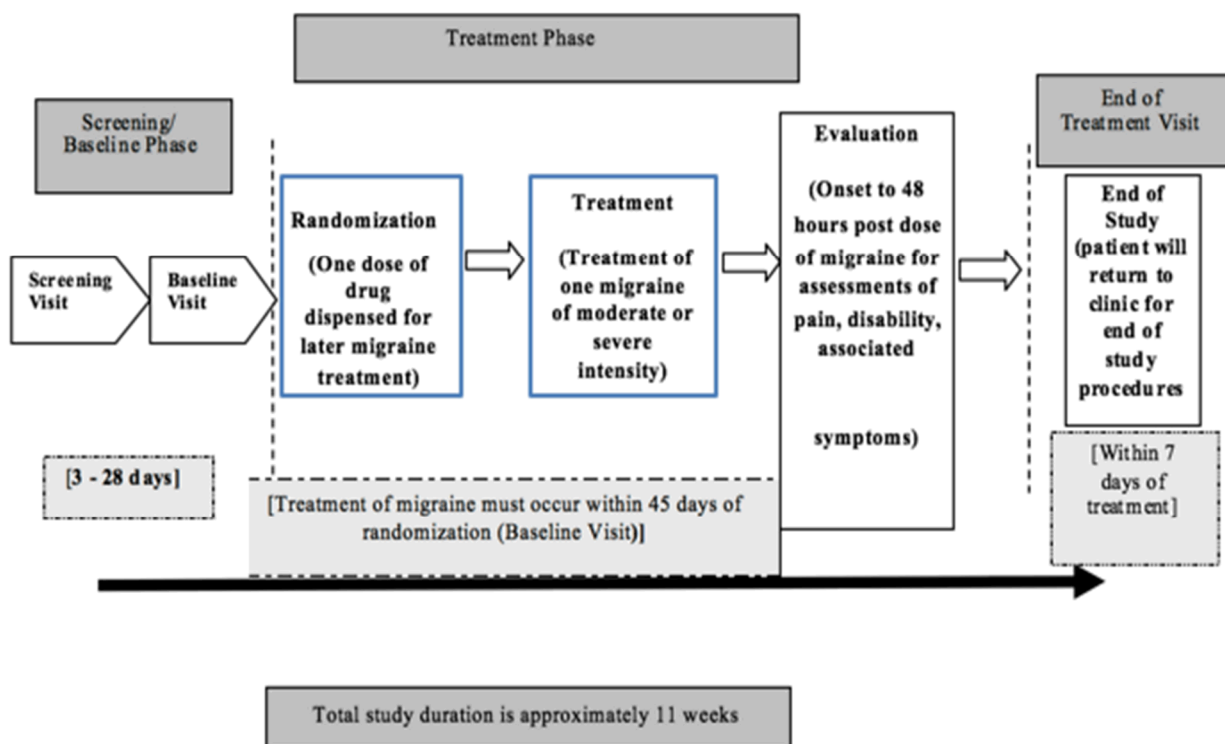 Treatment Phase
Screening/
Baseline Phase
End of
Treatment Visit
Screening
Visit
Baseline
Visit
Randomization
(One dose of
drug
dispensed for
later migraine
treatment)
Treatment
(Treatment of
one migraine
of moderate or
severe
intensity)
Evaluation
(Onset to 48
hours post dose
of migraine for
assessments of
pain, disability,
associated
symptoms)
End of
Study
(patient will
return to
clinic for
end of
study
procedures
[3 - 28 days]
[Treatment of migraine must occur within 45 days of
randomization (Baseline Visit)]
[Within 7
days of
treatment]
Total study duration is approximately 11 weeks